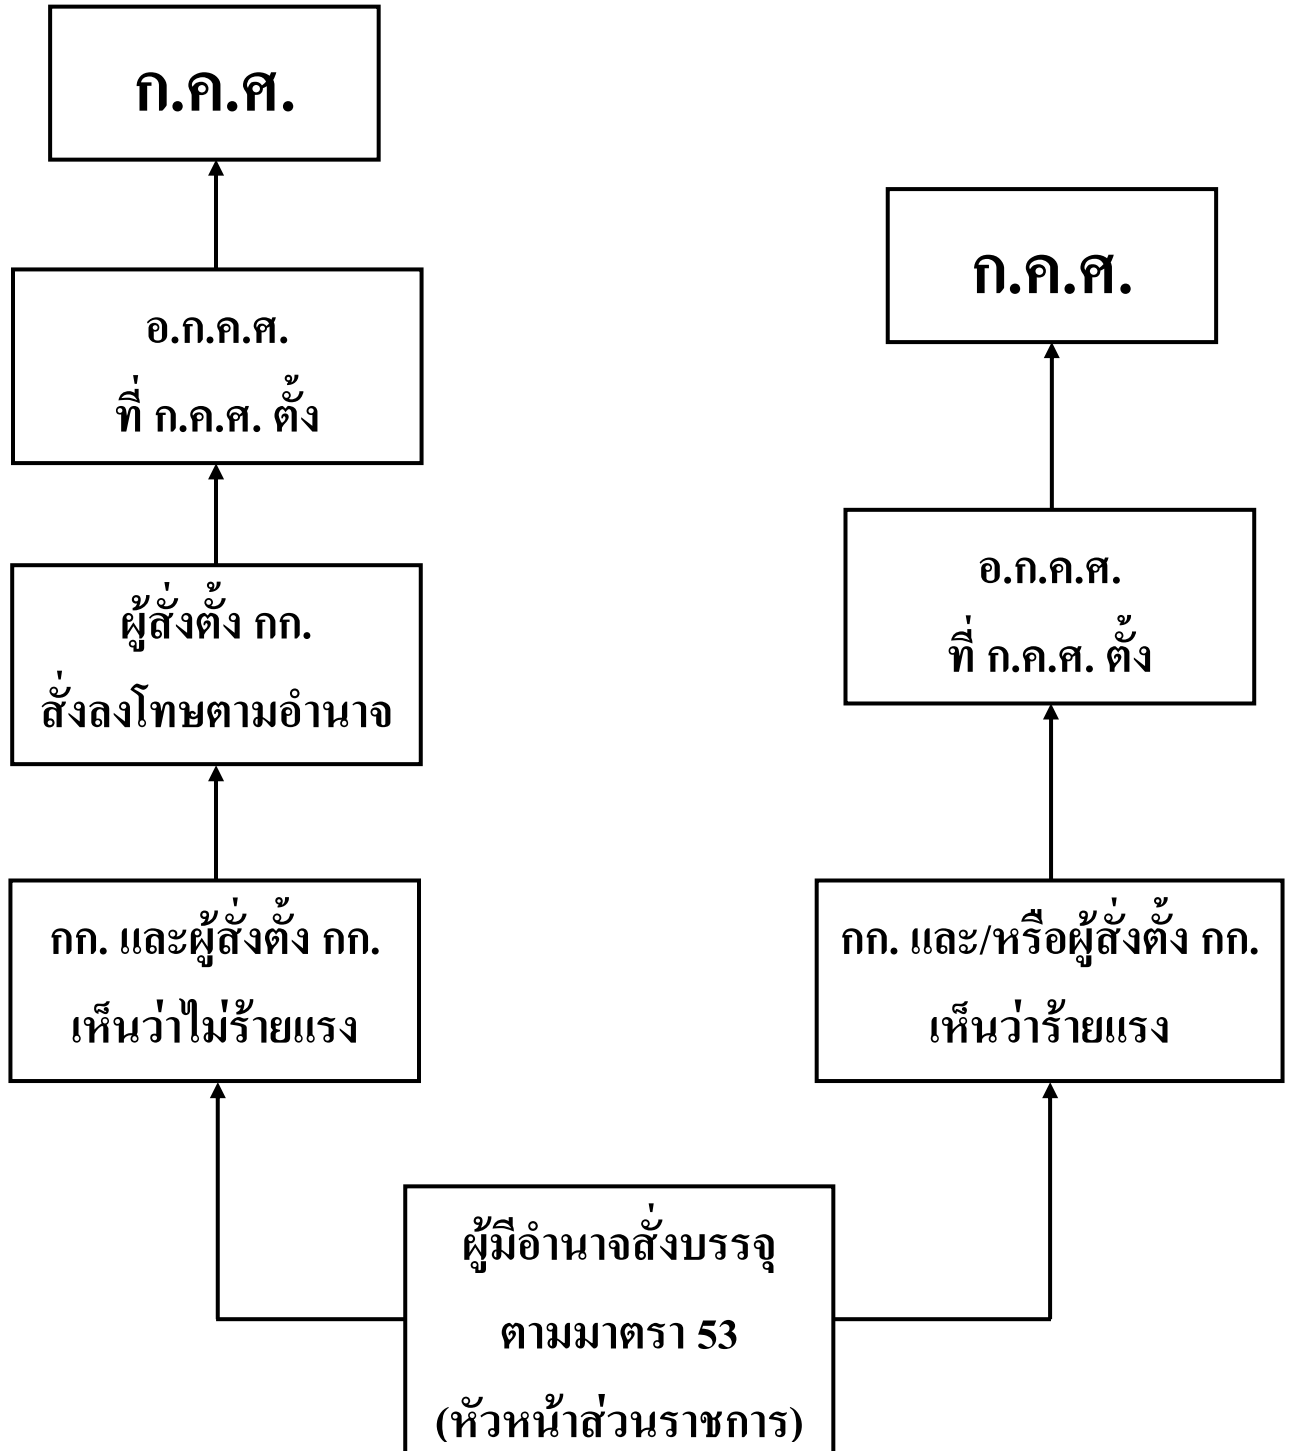 ก.ค.ศ.
อ.ก.ค.ศ.
ที่ ก.ค.ศ. ตั้ง
ผู้สั่งตั้ง กก.
สั่งลงโทษตามอำนาจ
กก. และผู้สั่งตั้ง กก.
เห็นว่าไม่ร้ายแรง
ก.ค.ศ.
อ.ก.ค.ศ.
ที่ ก.ค.ศ. ตั้ง
กก. และ/หรือผู้สั่งตั้ง กก.
เห็นว่าร้ายแรง
ผู้มีอำนาจสั่งบรรจุ
ตามมาตรา 53
(หัวหน้าส่วนราชการ)